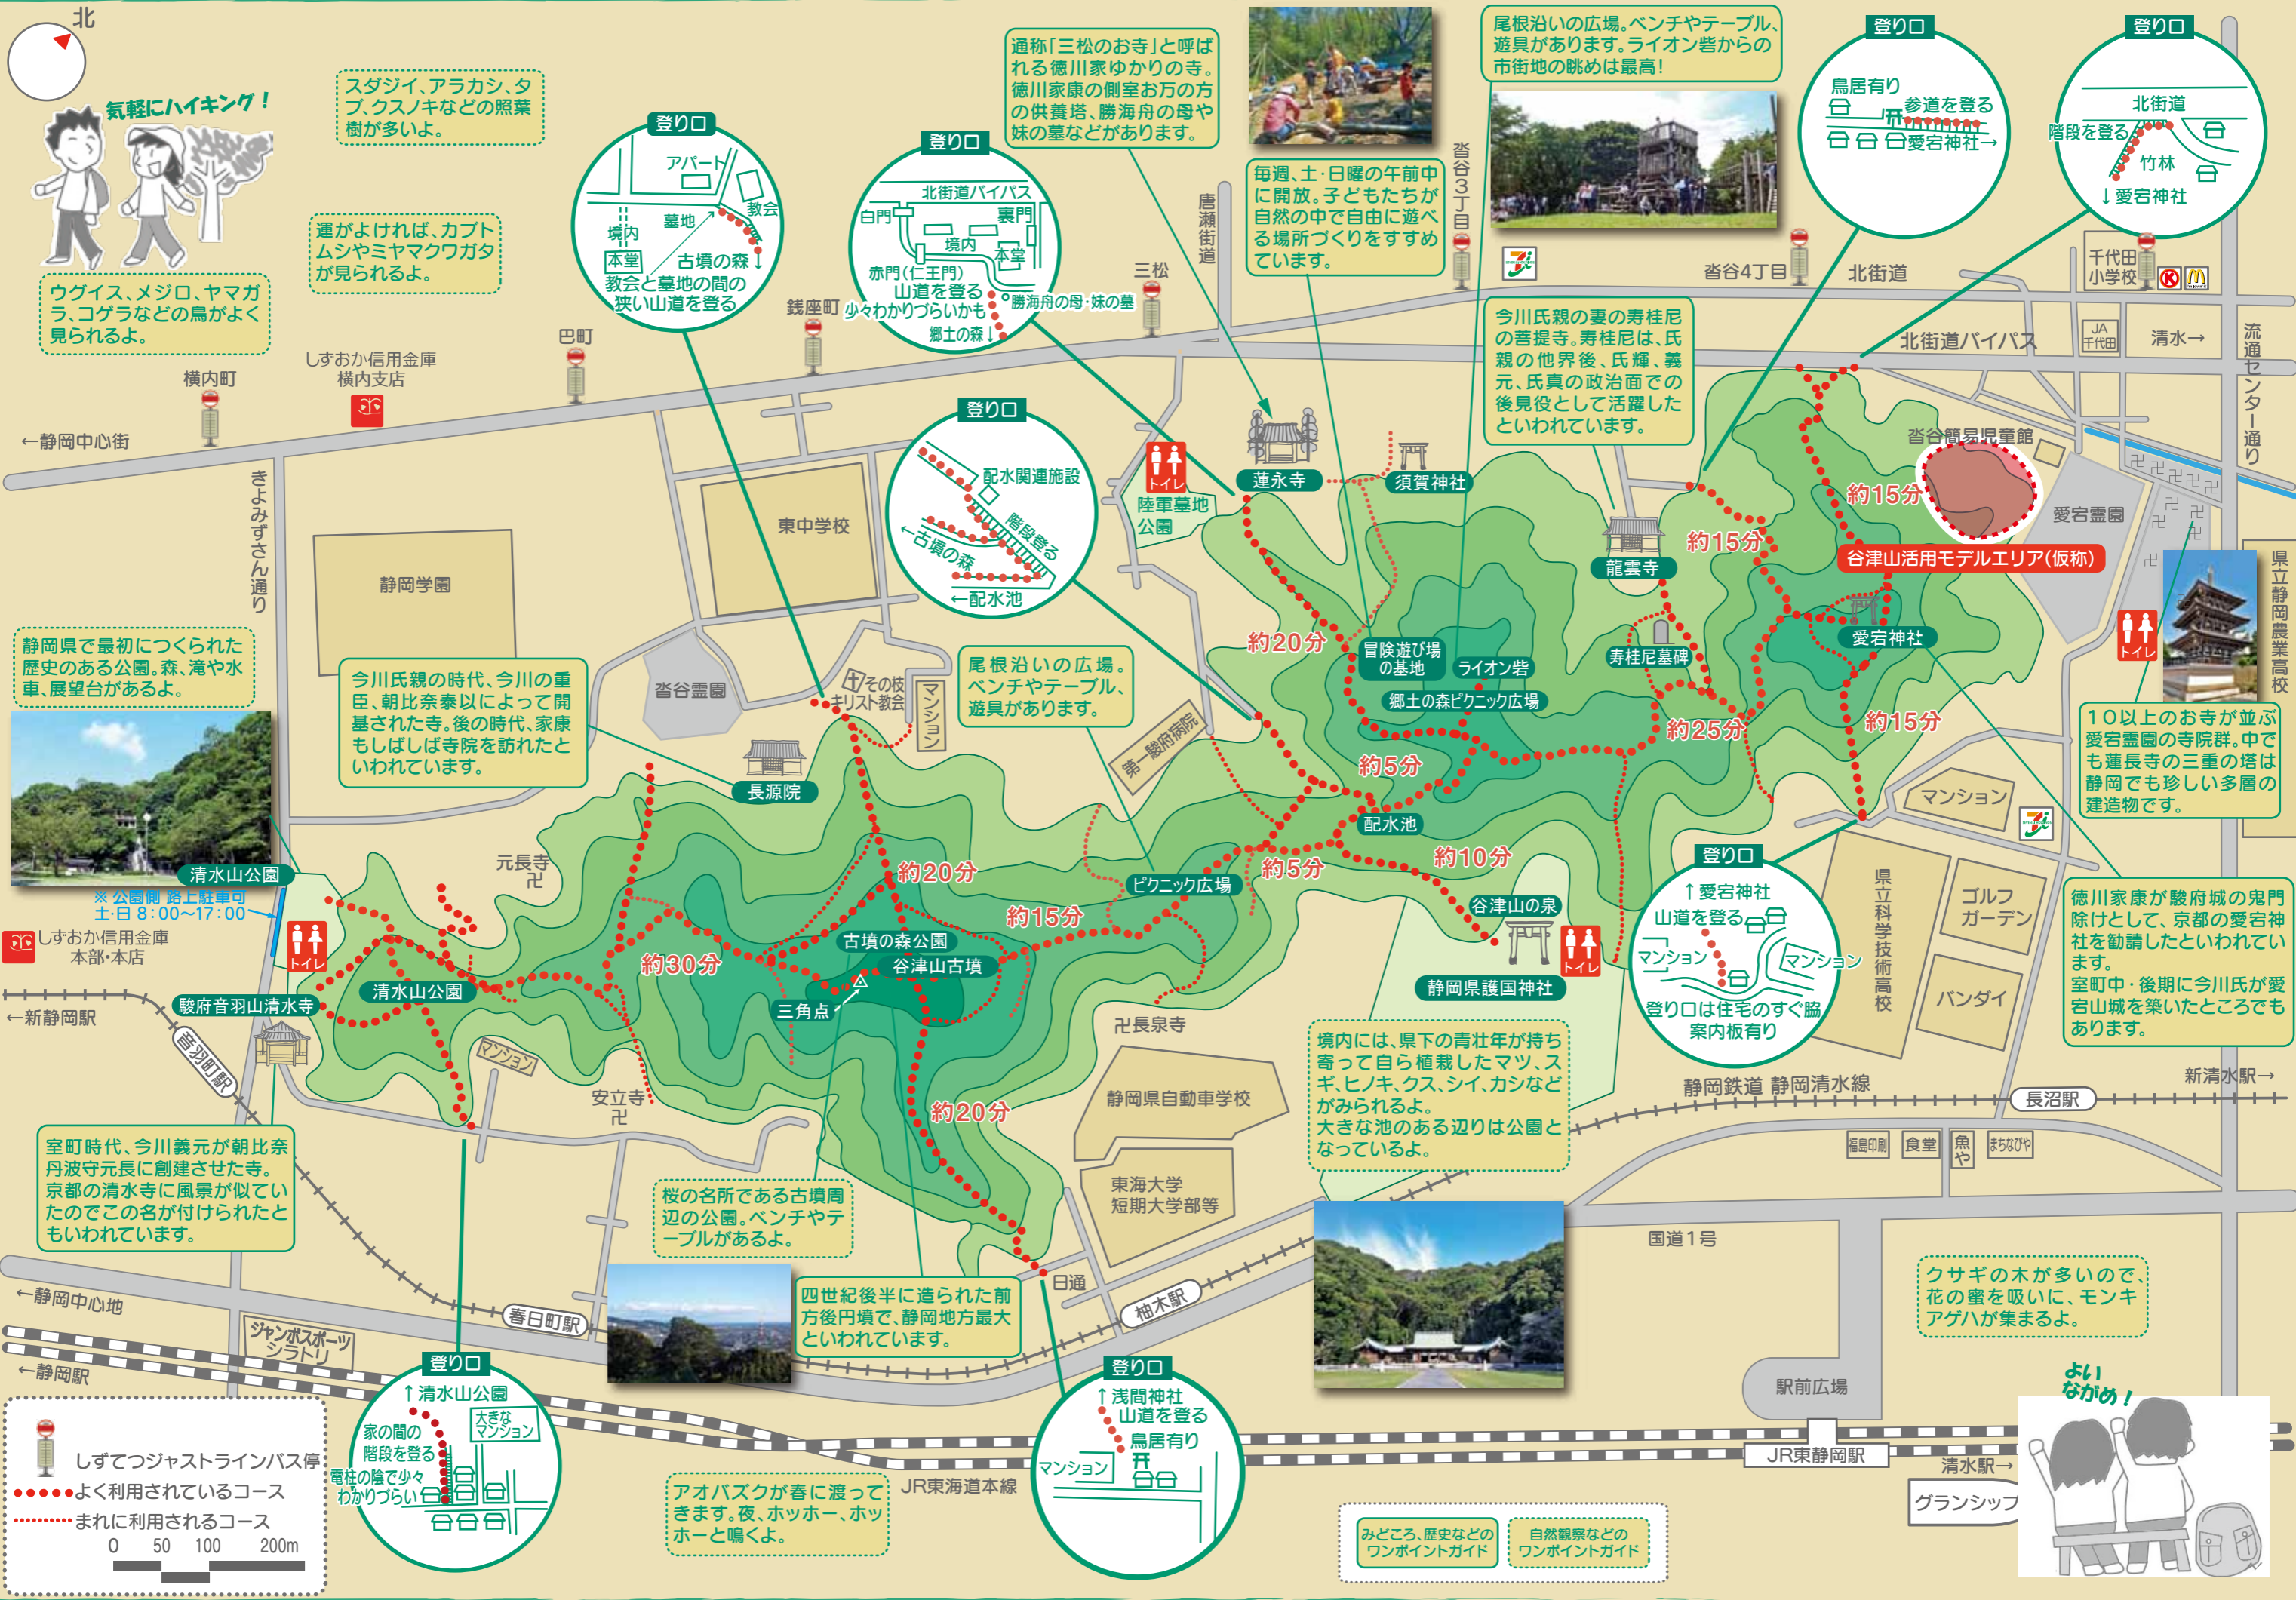 北
気軽にハイキング！
スダジイ、アラカシ、タ
ブ、クスノキなどの照葉
樹が多いよ。
運がよければ、カブト
ムシやミヤマクワガタ
が見られるよ。
ウグイス、メジロ、ヤマガ
ラ、コゲラなどの鳥がよく
見られるよ。
登り口
アパート
教会
墓地
境内
本堂
古墳の森↓
教会と墓地の間の
狭い山道を登る
登り口
北街道バイパス
白門
裏門
境内
本堂
赤門(仁王門)
山道を登る
少々わかりづらいかも
勝海舟の母・妹の墓
郷土の森↓
通称「三松のお寺」と呼ば
れる徳川家ゆかりの寺。
徳川家康の側室お万の方
の供養塔、勝海舟の母や
妹の墓などがあります。
毎週、土・日曜の午前中
に開放。子どもたちが
自然の中で自由に遊べ
る場所づくりをすすめ
ています。
尾根沿いの広場。ベンチやテーブル、
遊具があります。ライオン砦からの
市街地の眺めは最高！
登り口
鳥居有り
参道を登る
愛宕神社→
登り口
北街道
階段を登る
竹林
↓愛宕神社
唐瀬街道
沓谷3丁目
三松
銭座町
巴町
しずおか信用金庫
横内支店
横内町
←静岡中心街
沓谷4丁目
北街道
千代田
小学校
K
北街道バイパス
JA
千代田
清水→
流通センター通り
今川氏親の妻の寿桂尼
の菩提寺。寿桂尼は、氏
親の他界後、氏輝、義
元、氏真の政治面での
後見役として活躍した
といわれています。
沓谷簡易児童館
愛宕霊園
約15分
谷津山活用モデルエリア(仮称)
登り口
配水関連施設
階段登る
←古墳の森
←配水池
トイレ
陸軍墓地
公園
蓮永寺
須賀神社
龍雲寺
約15分
寿桂尼墓碑
愛宕神社
トイレ
県立静岡農業高校
きよみずさん通り
静岡学園
東中学校
沓谷霊園
その枝
キリスト教会
マンション
静岡県で最初につくられた
歴史のある公園。森、滝や水
車、展望台があるよ。
今川氏親の時代、今川の重
臣、朝比奈泰以によって開
基された寺。後の時代、家康
もしばしば寺院を訪れたと
いわれています。
尾根沿いの広場。
ベンチやテーブル、
遊具があります。
約20分
冒険遊び場
の基地
ライオン砦
郷土の森ピクニック広場
約25分
約15分
１０以上のお寺が並ぶ
愛宕霊園の寺院群。中で
も蓮長寺の三重の塔は
静岡でも珍しい多層の
建造物です。
第一駿府病院
長源院
約5分
配水池
マンション
元長寺
卍
清水山公園
※ 公園側 路上駐車可
土・日 8：00～17：00
トイレ
しずおか信用金庫
本部・本店
約20分
ピクニック広場
約5分
約10分
谷津山の泉
トイレ
静岡県護国神社
登り口
↑愛宕神社
山道を登る
マンション
マンション
登り口は住宅のすぐ脇
案内板有り
県立科学技術高校
ゴルフ
ガーデン
バンダイ
徳川家康が駿府城の鬼門
除けとして、京都の愛宕神
社を勧請したといわれてい
ます。
室町中・後期に今川氏が愛
宕山城を築いたところでも
あります。
約15分
古墳の森公園
谷津山古墳
三角点
約30分
清水山公園
駿府音羽山清水寺
←新静岡駅
音羽町駅
マンション
安立寺
卍
卍長泉寺
静岡県自動車学校
約20分
東海大学
短期大学部等
境内には、県下の青壮年が持ち
寄って自ら植栽したマツ、ス
ギ、ヒノキ、クス、シイ、カシなど
がみられるよ。
大きな池のある辺りは公園と
なっているよ。
静岡鉄道 静岡清水線
長沼駅
新清水駅→
福島印刷
食堂
魚や
まちなびや
室町時代、今川義元が朝比奈
丹波守元長に創建させた寺。
京都の清水寺に風景が似てい
たのでこの名が付けられたと
もいわれています。
桜の名所である古墳周
辺の公園。ベンチやテ
ーブルがあるよ。
四世紀後半に造られた前
方後円墳で、静岡地方最大
といわれています。
日通
柚木駅
国道1号
クサギの木が多いので、
花の蜜を吸いに、モンキ
アゲハが集まるよ。
←静岡中心地
ジャンボスポーツ
シラトリ
春日町駅
←静岡駅
駅前広場
よい
ながめ！
登り口
↑清水山公園
大きな
マンション
家の間の
階段を登る
電柱の陰で少々
わかりづらい
登り口
↑浅間神社
山道を登る
鳥居有り
マンション
JR東海道本線
JR東静岡駅
清水駅→
グランシップ
アオバズクが春に渡って
きます。夜、ホッホー、ホッ
ホーと鳴くよ。
しずてつジャストラインバス停
よく利用されているコース
まれに利用されるコース
0 50 100 200m
みどころ、歴史などの
ワンポイントガイド
自然観察などの
ワンポイントガイド